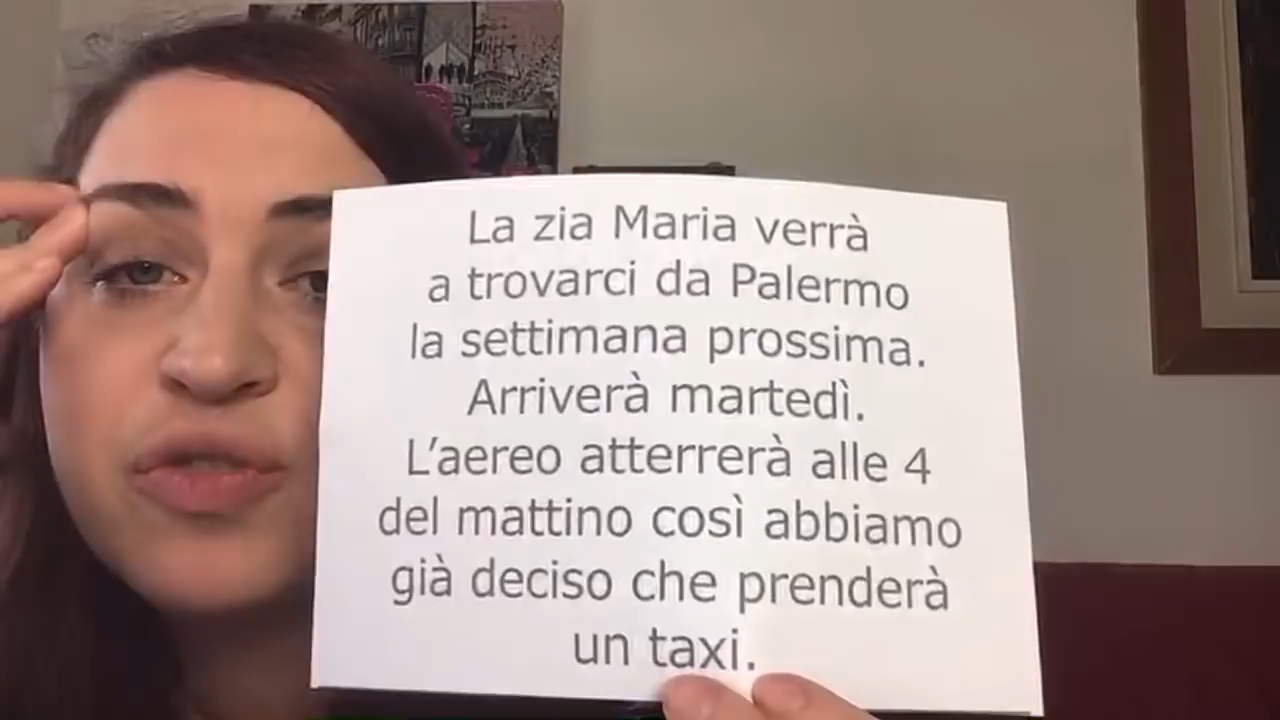 La zia Maria verrà
a trovarci da Palermo
la settimana prossima.
Arriverà martedì.
L'aereo atterrerà alle 4
del mattino così abbiamo
già deciso che prenderà
un taxi.